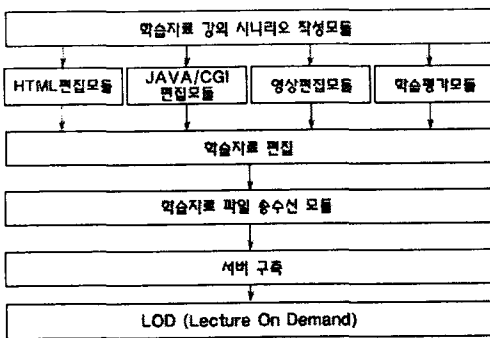 학습자료 강의 시나리오 작성모듈
HTML편집모듈
JAVA/CGI
편집모듈
영상편집모듈
학습평가모듈
학습자료 편집
학습자료 파일 송수신 모듈
서버 구축
LOD (Lecture On Demand)